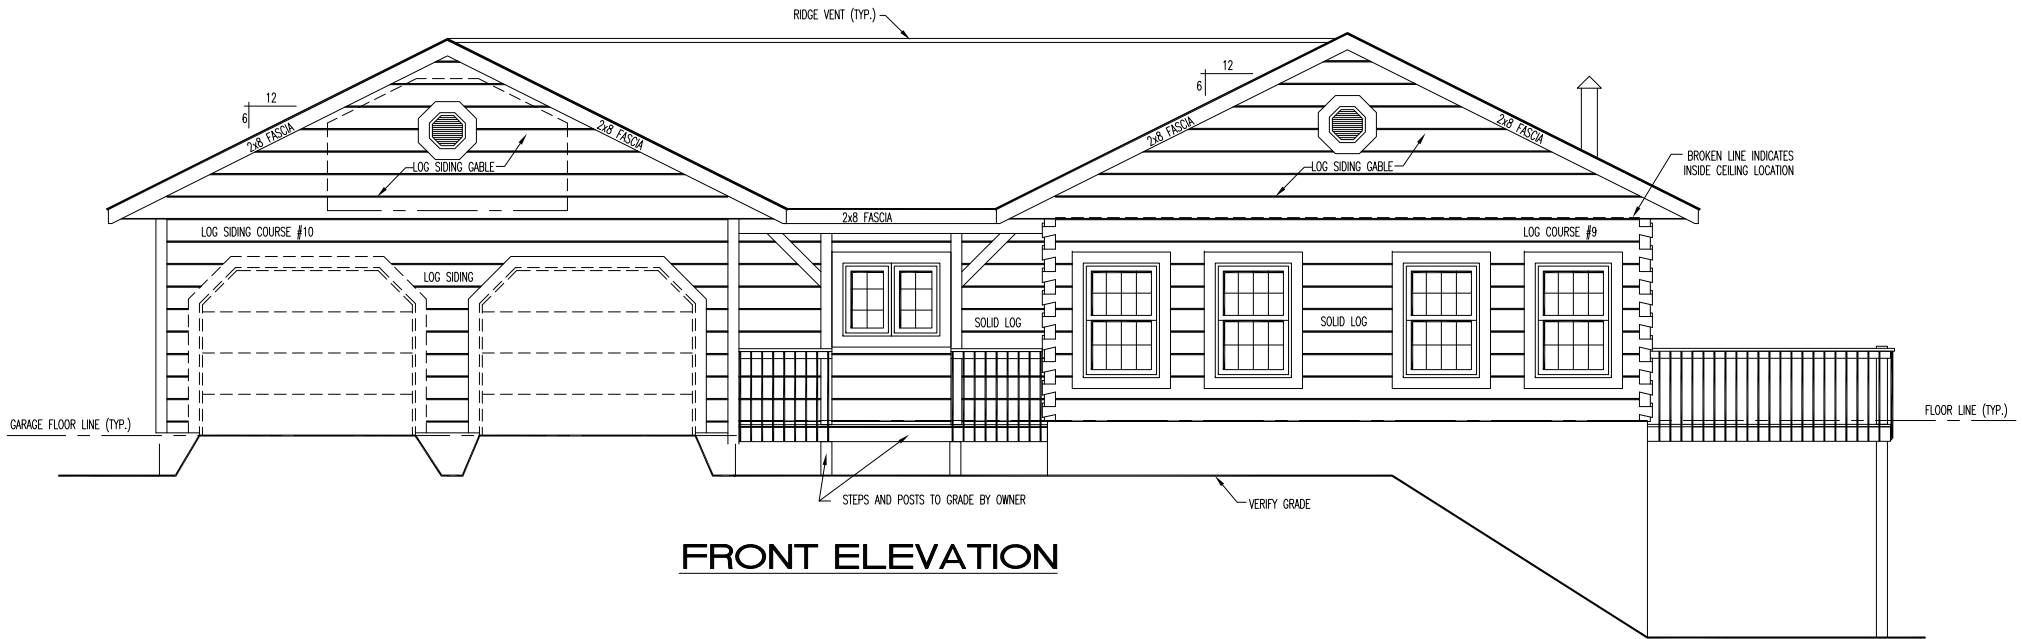 RIDGE VENT (TYP.)
12
6
12
6
2x8 FASCIA
2x8 FASCIA
2x8 FASCIA
2x8 FASCIA
LOG SIDING GABLE
LOG SIDING GABLE
BROKEN LINE INDICATES
INSIDE CEILING LOCATION
2x8 FASCIA
LOG SIDING COURSE #10
LOG COURSE #9
LOG SIDING
SOLID LOG
SOLID LOG
GARAGE FLOOR LINE (TYP.)
FLOOR LINE (TYP.)
STEPS AND POSTS TO GRADE BY OWNER
VERIFY GRADE
FRONT ELEVATION